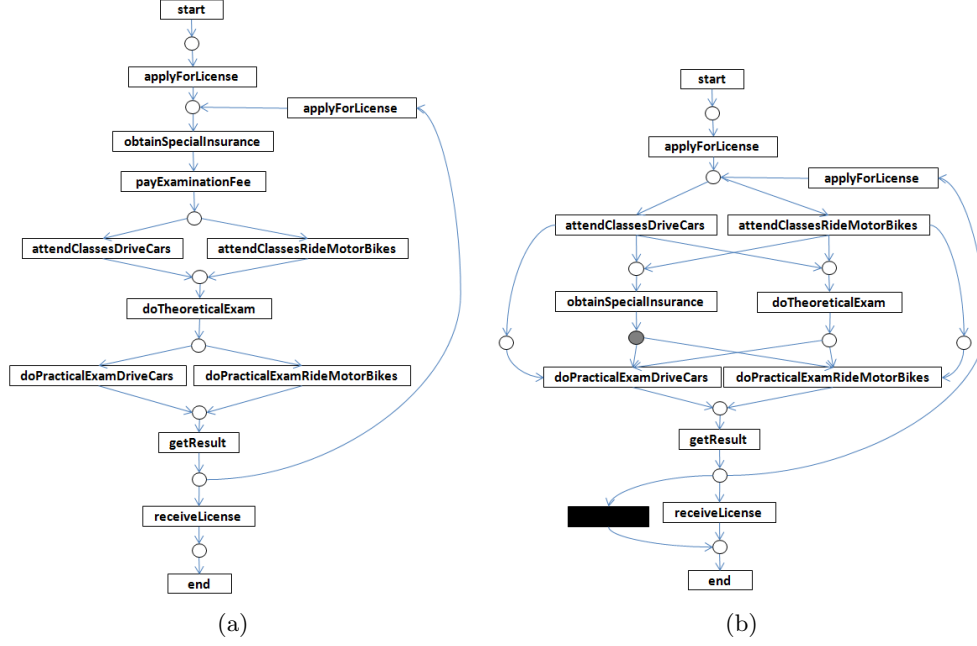 start
applyForLicense
applyForLicense
obtainSpecialInsurance
payExaminationFee
attendClassesDriveCars attendClassesRideMotorBikes
doTheoreticalExam
doPracticalExamDriveCars doPracticalExamRideMotorBikes
getResult
receiveLicense
end
(a)
start
applyForLicense
applyForLicense
attendClassesDriveCars attendClassesRideMotorBikes
obtainSpecialInsurance doTheoreticalExam
doPracticalExamDriveCars doPracticalExamRideMotorBikes
getResult
receiveLicense
end
(b)